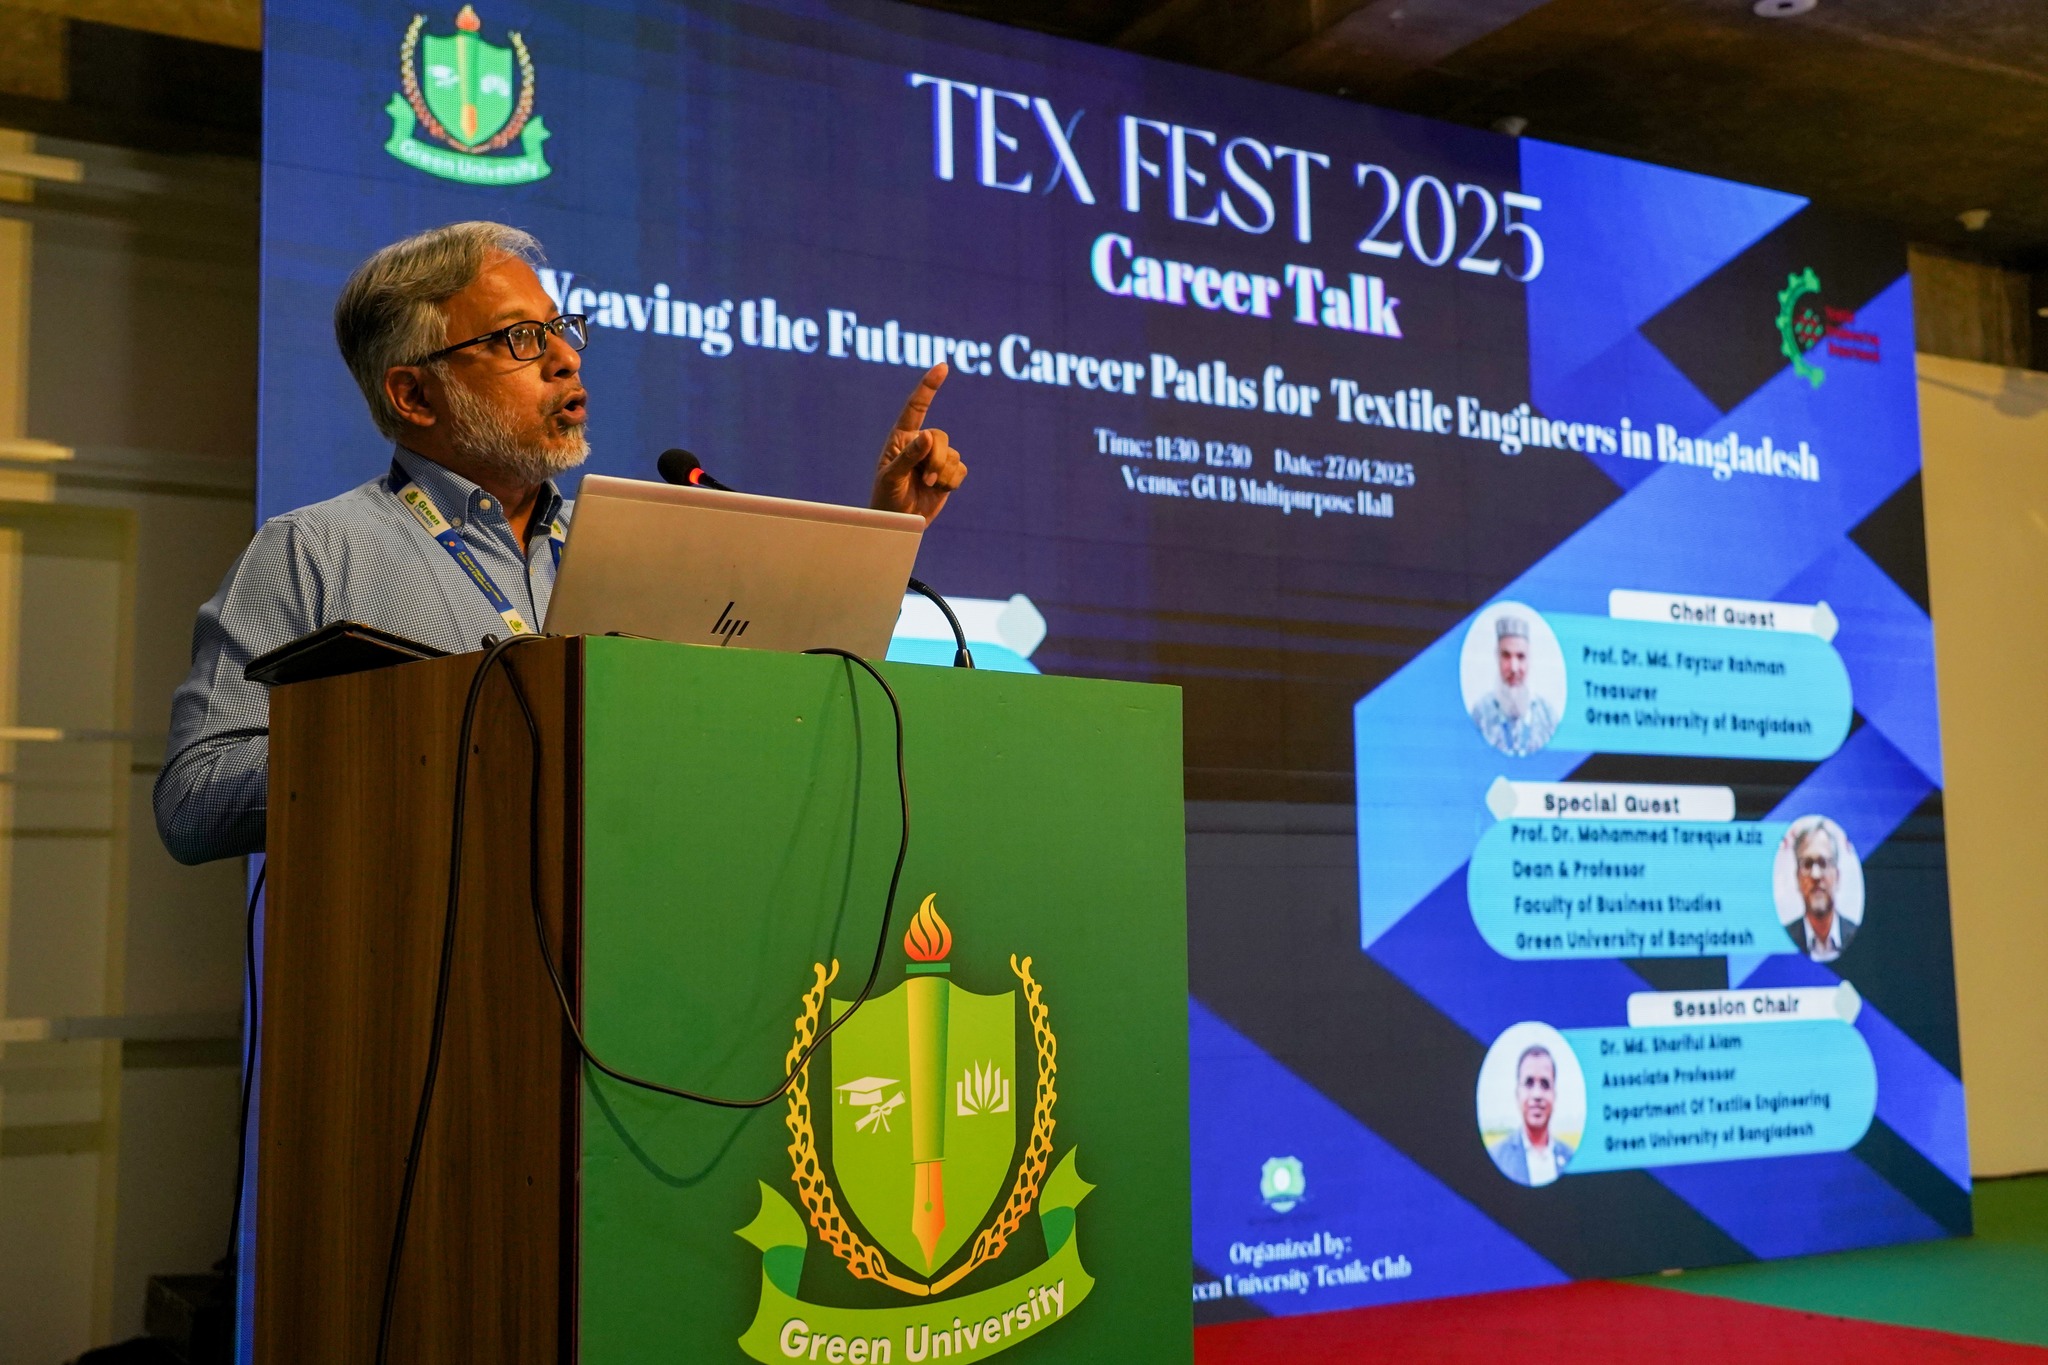 Green University
TEX FEST 2025
Career Talk
Weaving the Future: Career Paths for Textile Engineers in Bangladesh
Time: 11:30-12:30 Date: 27.04.2025
Venue: GUB Multipurpose Hall
Cheif Guest
Prof. Dr. Md. Fayzur Rahman
Treasurer
Green University of Bangladesh
Special Guest
Prof. Dr. Mohammed Tareque Aziz
Dean & Professor
Faculty of Business Studies
Green University of Bangladesh
Session Chair
Dr. Md. Shariful Alam
Associate Professor
Department Of Textile Engineering
Green University of Bangladesh
Organized by:
University Textile Club
Green
hp
Green University